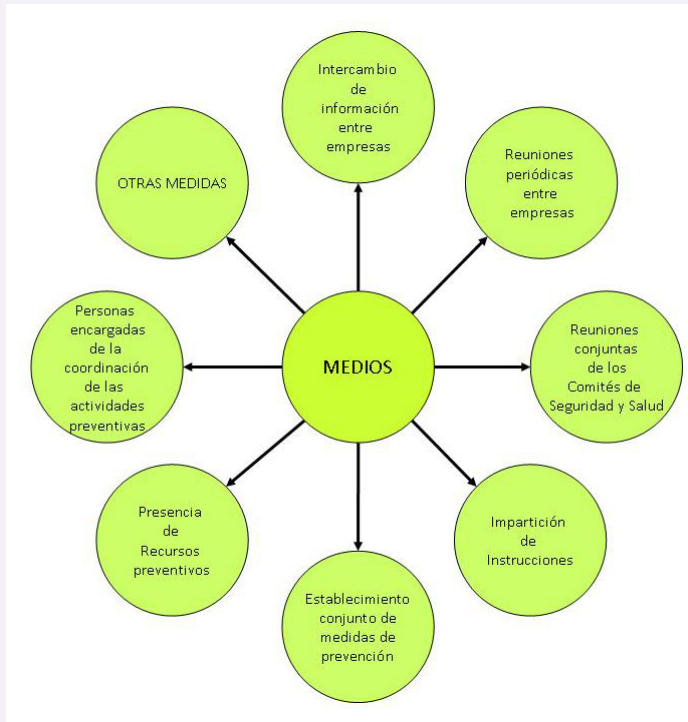 Intercambio
de
información
entre
empresas
Reuniones
periódicas
entre
empresas
Reuniones
conjuntas
de los
Comités de
Seguridad y Salud
Impartición
de
Instrucciones
Establecimiento
conjunto de
medidas de
prevención
Presencia
de
Recursos
preventivos
Personas
encargadas
de la
coordinación
de las
actividades
preventivas
OTRAS MEDIDAS
MEDIOS